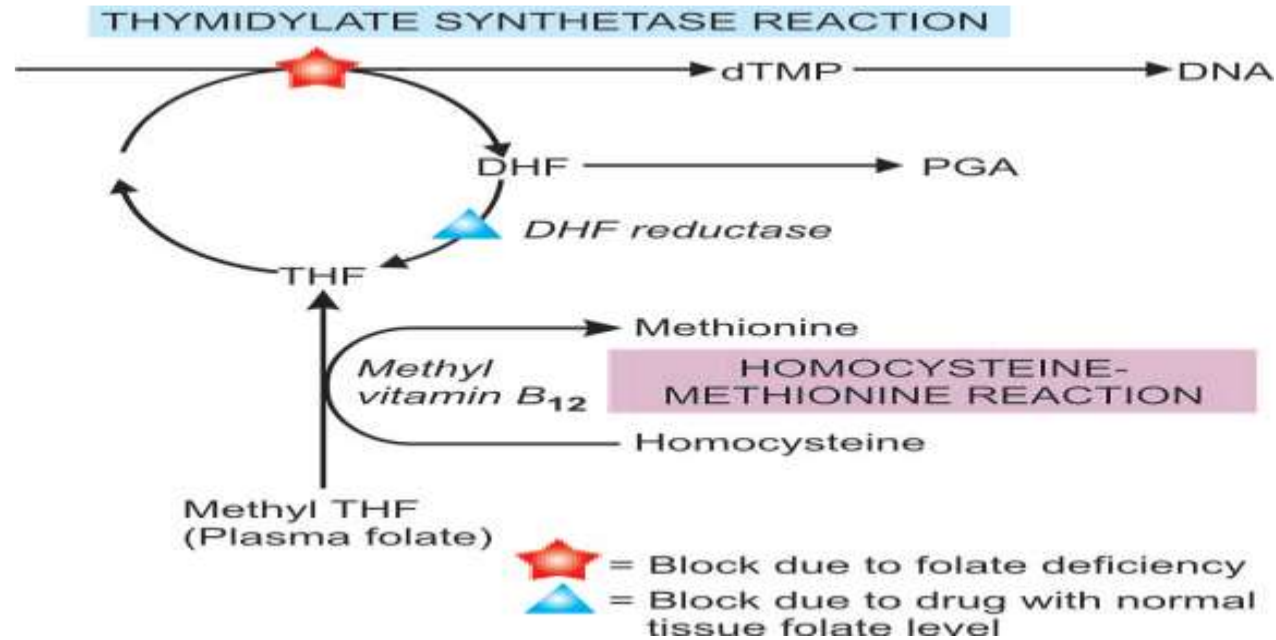 THYMIDYLATE SYNTHETASE REACTION
dTMP
DNA
DHF
PGA
DHF reductase
THF
Methionine
Methyl
vitamin B12
HOMOCYSTEINE-
METHIONINE REACTION
Homocysteine
Methyl THF
(Plasma folate)
= Block due to folate deficiency
= Block due to drug with normal
tissue folate level